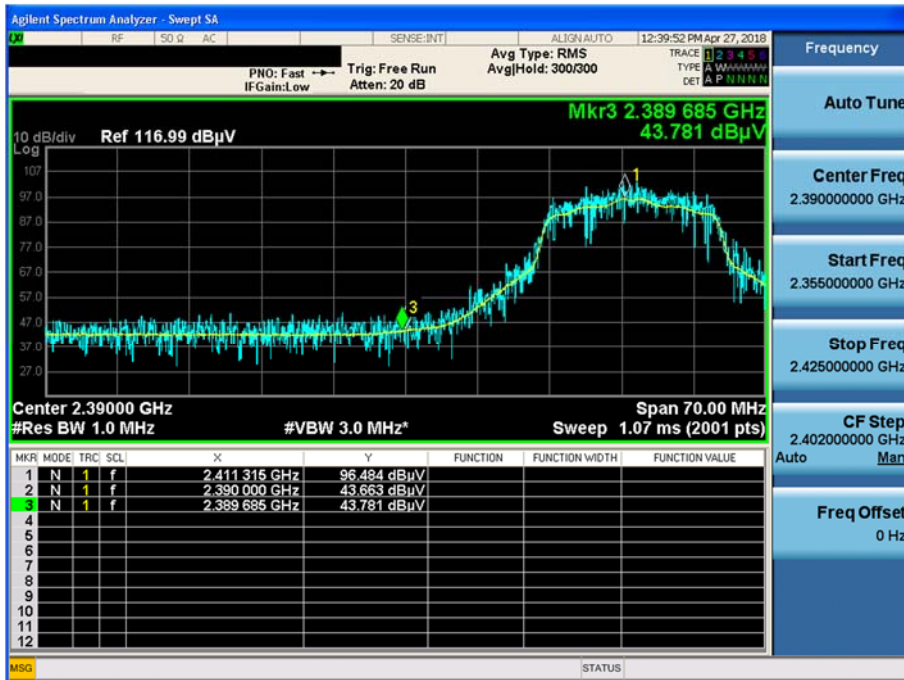 Agilent Spectrum Analyzer - Swept SA
LXI RF 50 Ω AC SENSE:INT ALIGN AUTO 12:39:52 PM Apr 27, 2018
PNO: Fast Trig: Free Run Avg Type: RMS TRACE 1 2 3 4 5 6
IFGain:Low Atten: 20 dB Avg|Hold: 300/300 TYPE A WWWWW
DET A P N N N N
Mkr3 2.389 685 GHz
43.781 dBµV
10 dB/div Ref 116.99 dBµV
Log
107
97.0
87.0
77.0
67.0
57.0
47.0
37.0
27.0
1
3
Center 2.39000 GHz Span 70.00 MHz
#Res BW 1.0 MHz #VBW 3.0 MHz* Sweep 1.07 ms (2001 pts)
MKR MODE TRC SCL X Y FUNCTION FUNCTION WIDTH FUNCTION VALUE
1 N 1 f 2.411 315 GHz 96.484 dBµV
2 N 1 f 2.390 000 GHz 43.663 dBµV
3 N 1 f 2.389 685 GHz 43.781 dBµV
4
5
6
7
8
9
10
11
12
MSG STATUS
Frequency
Auto Tune
Center Freq
2.390000000 GHz
Start Freq
2.355000000 GHz
Stop Freq
2.425000000 GHz
CF Step
2.402000000 GHz
Auto Man
Freq Offset
0 Hz